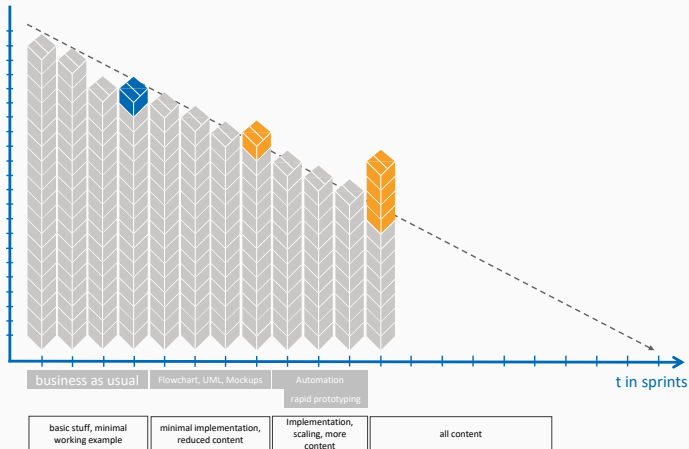 t in sprints
business as usual
Flowchart, UML, Mockups
Automation
rapid prototyping
basic stuff, minimal
working example
minimal implementation,
reduced content
Implementation,
scaling, more
content
all content